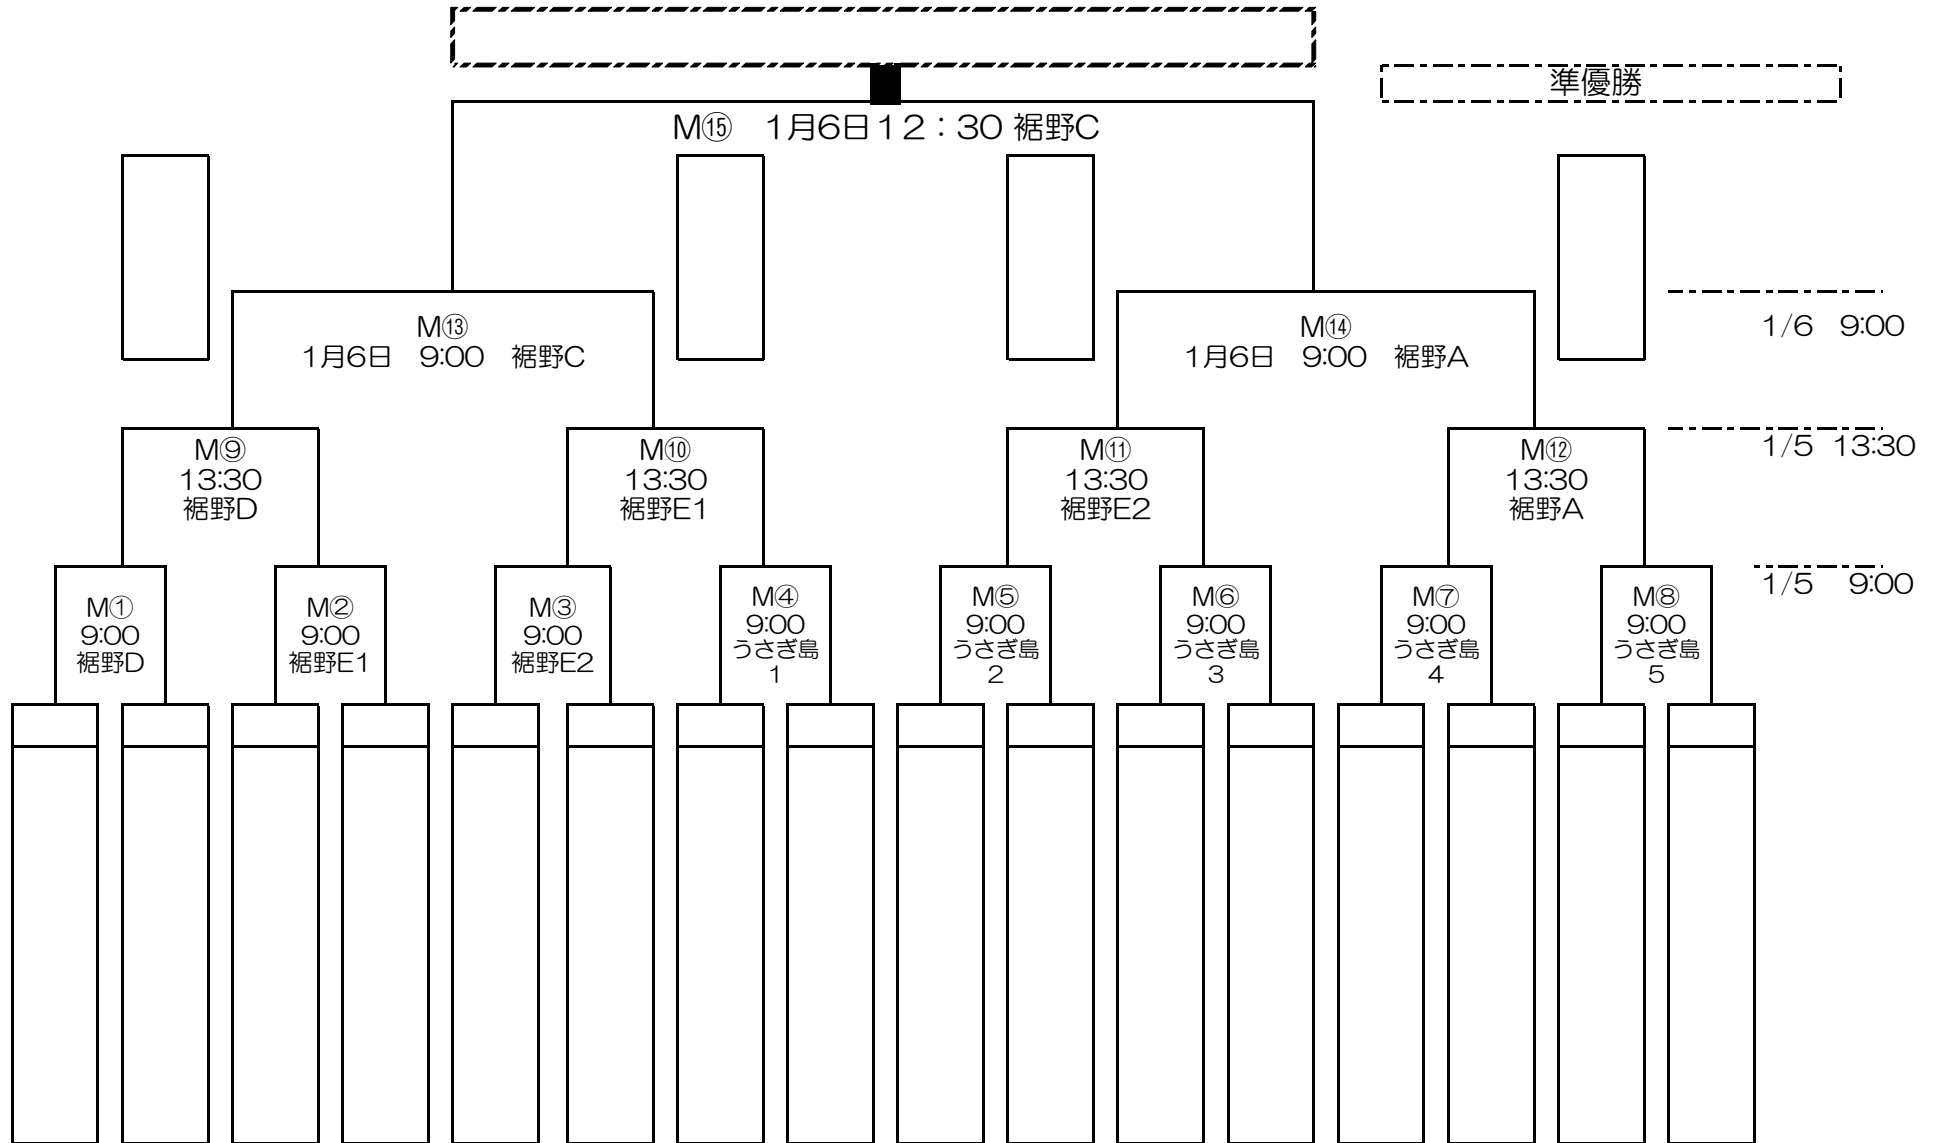 準優勝
M⑮　1月6日１２：３０ 裾野C
M⑬
1月6日　9:00　裾野C
M⑭
1月6日　9:00　裾野A
1/6　9:00
M⑨
13:30
裾野D
M⑩
13:30
裾野E1
M⑪
13:30
裾野E2
M⑫
13:30
裾野A
1/5　13:30
M①
9:00
裾野D
M②
9:00
裾野E1
M③
9:00
裾野E2
M④
9:00
うさぎ島
1
M⑤
9:00
うさぎ島
2
M⑥
9:00
うさぎ島
3
M⑦
9:00
うさぎ島
4
M⑧
9:00
うさぎ島
5
1/5　9:00